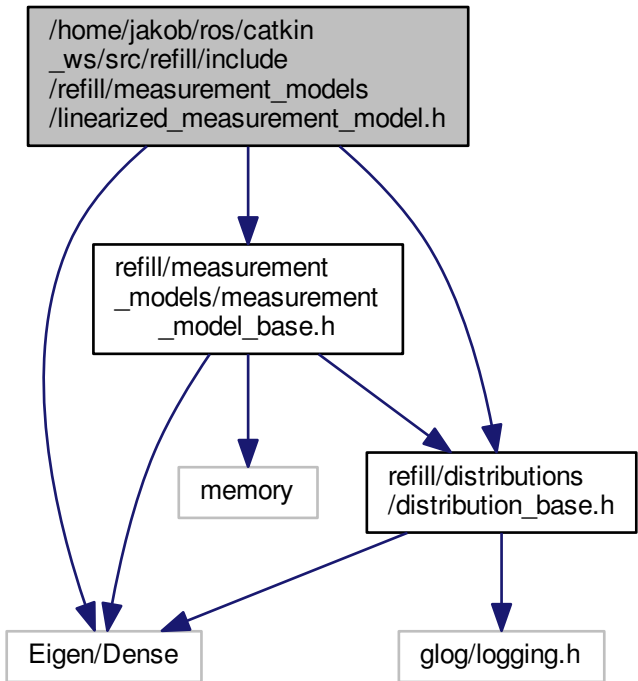 /home/jakob/ros/catkin
_ws/src/refill/include
/refill/measurement_models
/linearized_measurement_model.h
refill/measurement
_models/measurement
_model_base.h
memory
refill/distributions
/distribution_base.h
Eigen/Dense
glog/logging.h